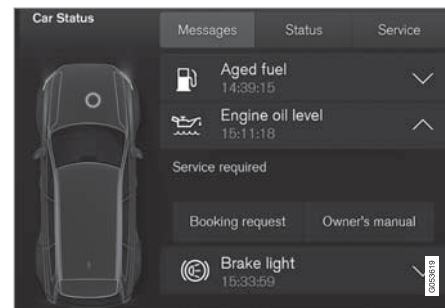 Car Status
Messages Status Service
Aged fuel
14:39:15
Engine oil level
15:11:18
Service required
Booking request Owner's manual
Brake light
15:33:59
G053619